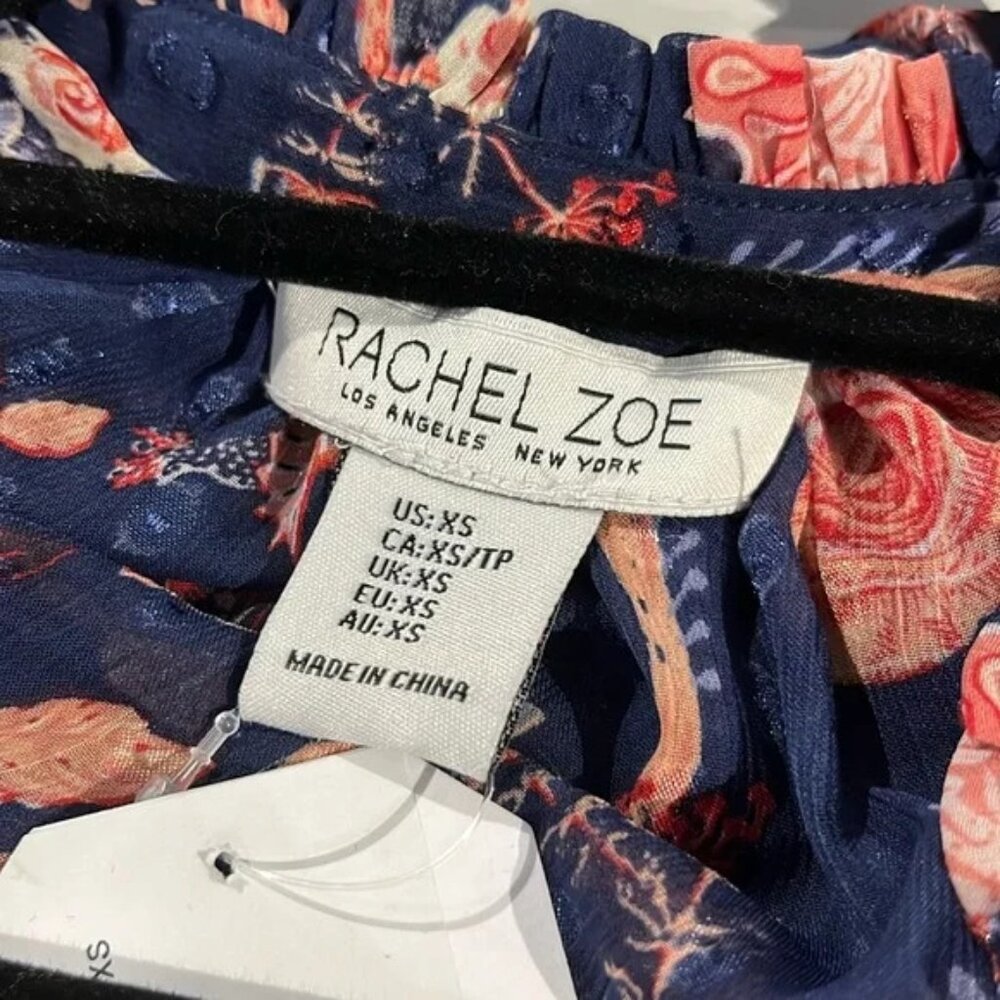 RACHEL ZOE
LOS ANGELES NEW YORK
US: XS
CA: XS/TP
UK: XS
EU: XS
AU: XS
MADE IN CHINA
XS